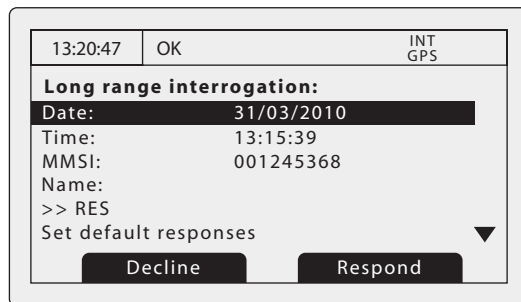 13:20:47 OK INT
GPS
Long range interrogation:
Date: 31/03/2010
Time: 13:15:39
MMSI: 001245368
Name:
>> RES
Set default responses
Decline Respond